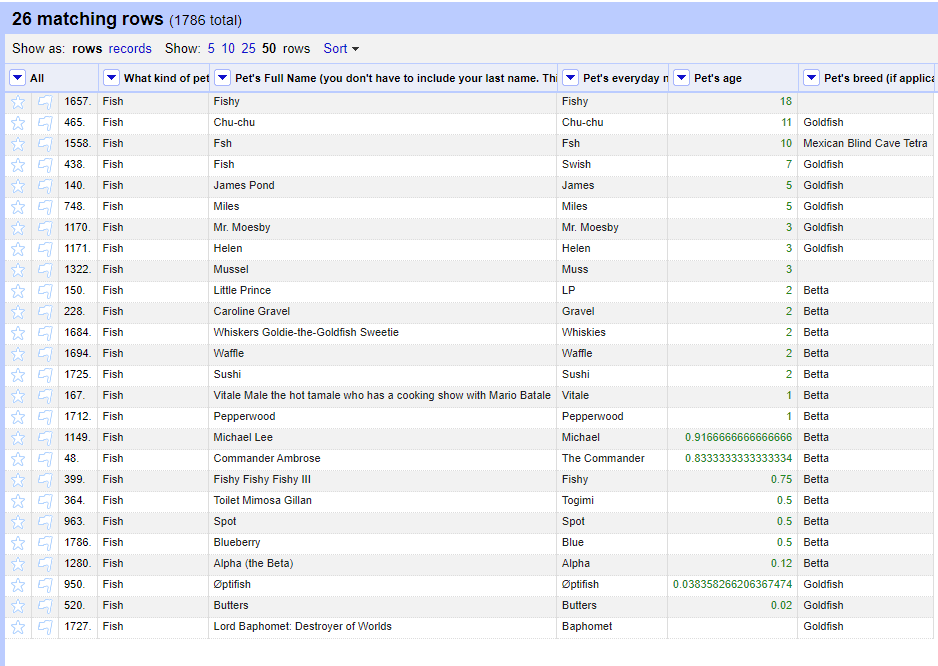 26 matching rows (1786 total)
Show as: rows records Show: 5 10 25 50 rows Sort
All What kind of pet Pet's Full Name (you don't have to include your last name. Thi Pet's everyday n Pet's age Pet's breed (if applica
1657. Fish Fishy Fishy 18
465. Fish Chu-chu Chu-chu 11 Goldfish
1558. Fish Fsh Fsh 10 Mexican Blind Cave Tetra
438. Fish Fish Swish 7 Goldfish
140. Fish James Pond James 5 Goldfish
748. Fish Miles Miles 5 Goldfish
1170. Fish Mr. Moesby Mr. Moesby 3 Goldfish
1171. Fish Helen Helen 3 Goldfish
1322. Fish Mussel Muss 3
150. Fish Little Prince LP 2 Betta
228. Fish Caroline Gravel Gravel 2 Betta
1684. Fish Whiskers Goldie-the-Goldfish Sweetie Whiskies 2 Betta
1694. Fish Waffle Waffle 2 Betta
1725. Fish Sushi Sushi 2 Betta
167. Fish Vitale Male the hot tamale who has a cooking show with Mario Batale Vitale 1 Betta
1712. Fish Pepperwood Pepperwood 1 Betta
1149. Fish Michael Lee Michael 0.9166666666666666 Betta
48. Fish Commander Ambrose The Commander 0.8333333333333334 Betta
399. Fish Fishy Fishy Fishy III Fishy 0.75 Betta
364. Fish Toilet Mimosa Gillan Togimi 0.5 Betta
963. Fish Spot Spot 0.5 Betta
1786. Fish Blueberry Blue 0.5 Betta
1280. Fish Alpha (the Beta) Alpha 0.12 Betta
950. Fish Øptifish Øptifish 0.038358266206367474 Goldfish
520. Fish Butters Butters 0.02 Goldfish
1727. Fish Lord Baphomet: Destroyer of Worlds Baphomet Goldfish